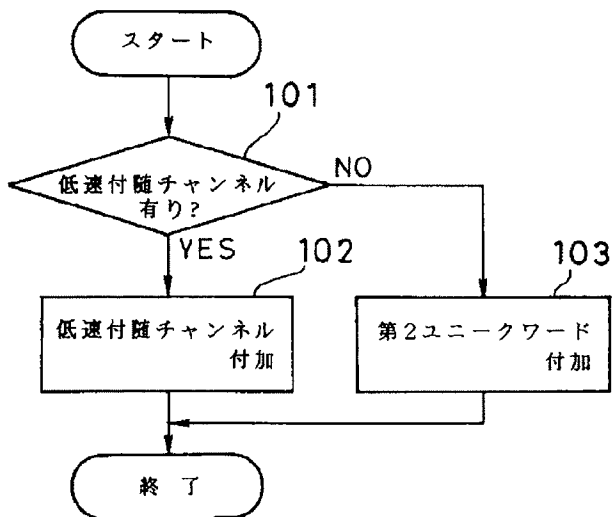 スタート
101
低速付随チャンネル
有り?
NO
YES
102
103
低速付随チャンネル
付加
第2ユニークワード
付加
終了